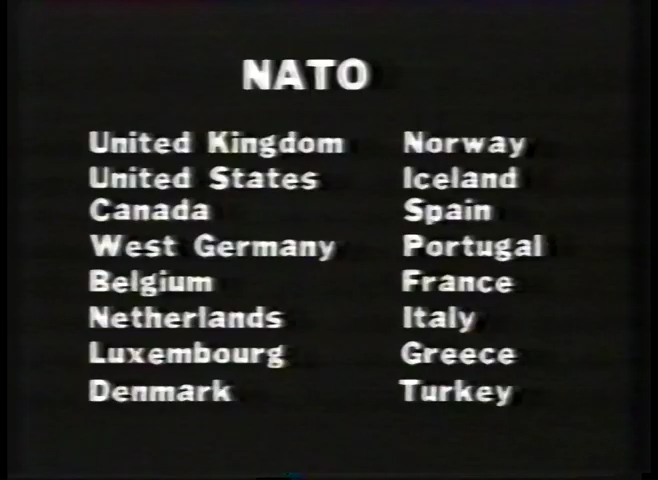 NATO
United Kingdom
United States
Canada
West Germany
Belgium
Netherlands
Luxembourg
Denmark
Norway
Iceland
Spain
Portugal
France
Italy
Greece
Turkey